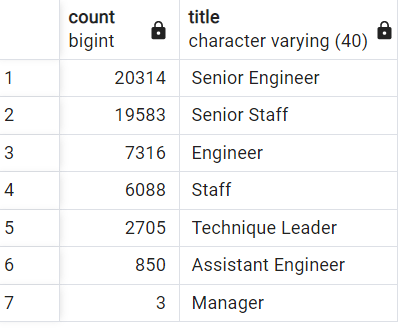 count title
bigint character varying (40)
1 20314 Senior Engineer
2 19583 Senior Staff
3 7316 Engineer
4 6088 Staff
5 2705 Technique Leader
6 850 Assistant Engineer
7 3 Manager